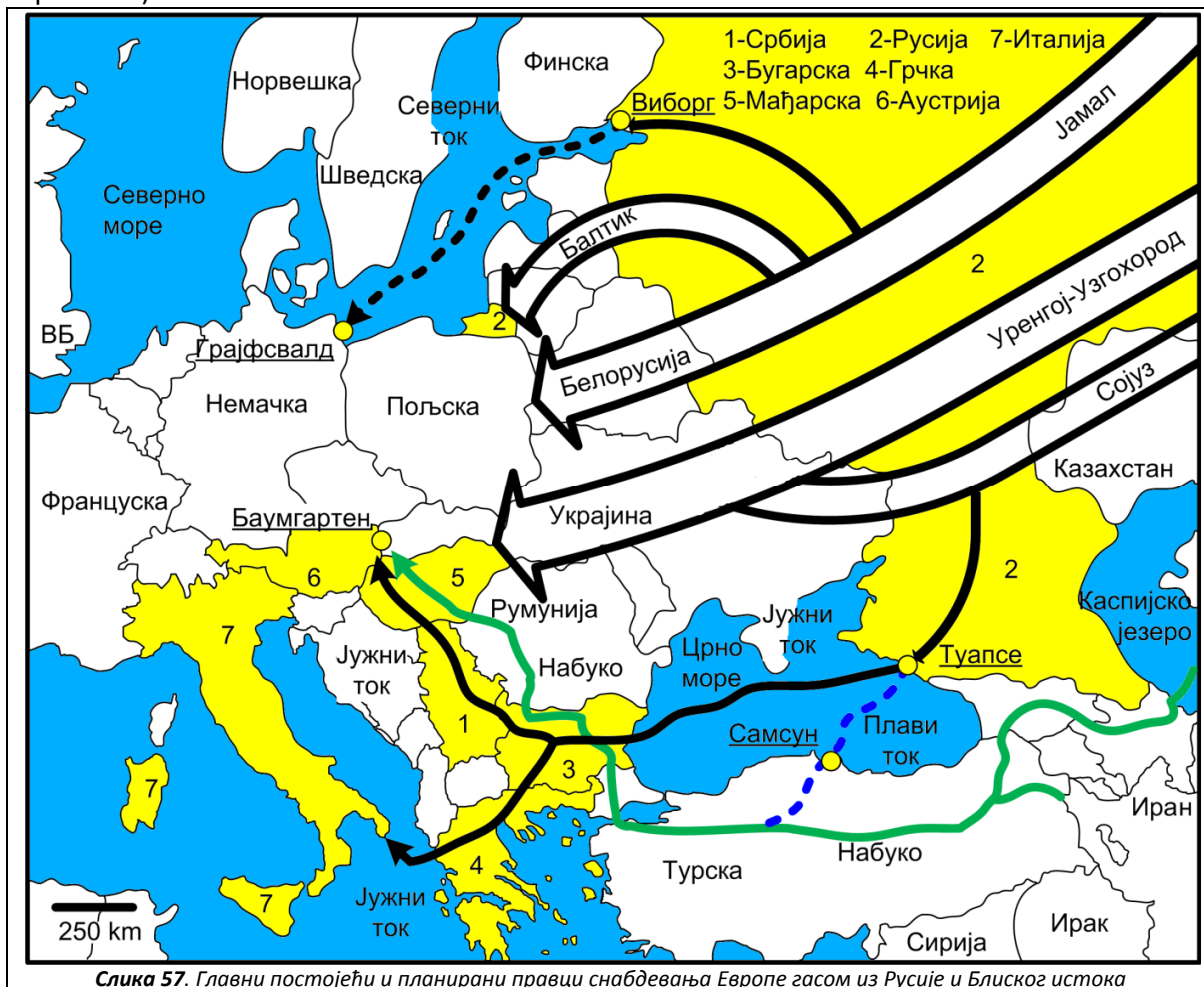 1-Србија 2-Русија 7-Италија
3-Бугарска 4-Грчка
5-Мађарска 6-Аустрија
Норвешка
Финска
Северни
ток
Виборг
Јамал
Шведска
Северно
море
Балтик
2
Уренгој-Узгохород
2
ВБ
Грајфсвалд
Белорусија
Сојуз
Немачка
Пољска
Казахстан
Француска
Баумгартен
Украјина
6
5
2
Румунија
Каспијско
језеро
7
Јужни
ток
Набуко
Црно
море
Јужни
ток
Туапсе
1
Самсун
Плави
ток
3
7
Иран
4
Турска
Набуко
7
Јужни
ток
250 km
Сирија
Ирак
Слика 57. Главни постојећи и планирани правци снабдевања Европе гасом из Русије и Блиског истока